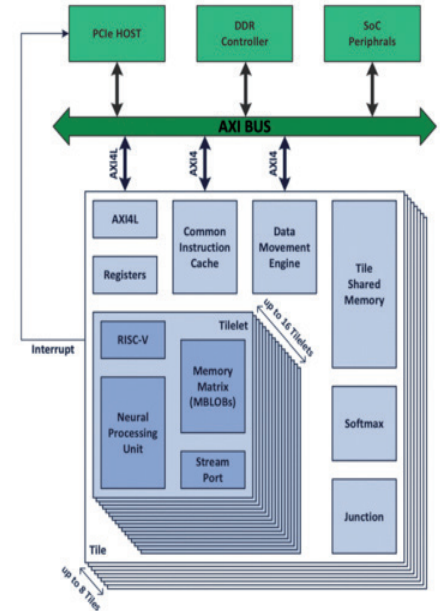 PCIe HOST
DDR
Controller
SoC
Periphrals
AXI BUS
AXI4L
AXI4
AXI4
AXI4L
Common
Instruction
Cache
Data
Movement
Engine
Tile
Shared
Memory
Registers
up to 16 Tilelets
Interrupt
Tilelet
RISC-V
Memory
Matrix
(MBLOBs)
Neural
Processing
Unit
Stream
Port
Softmax
Junction
Tile
up to 8 Tiles